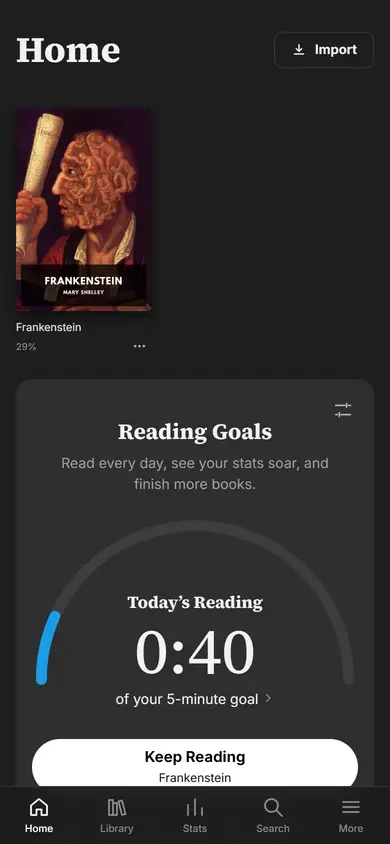 Home
Import
FRANKENSTEIN
MARY SHELLEY
Frankenstein
29%
Reading Goals
Read every day, see your stats soar, and
finish more books.
Today’s Reading
0:40
of your 5-minute goal
Keep Reading
Frankenstein
Home
Library
Stats
Search
More